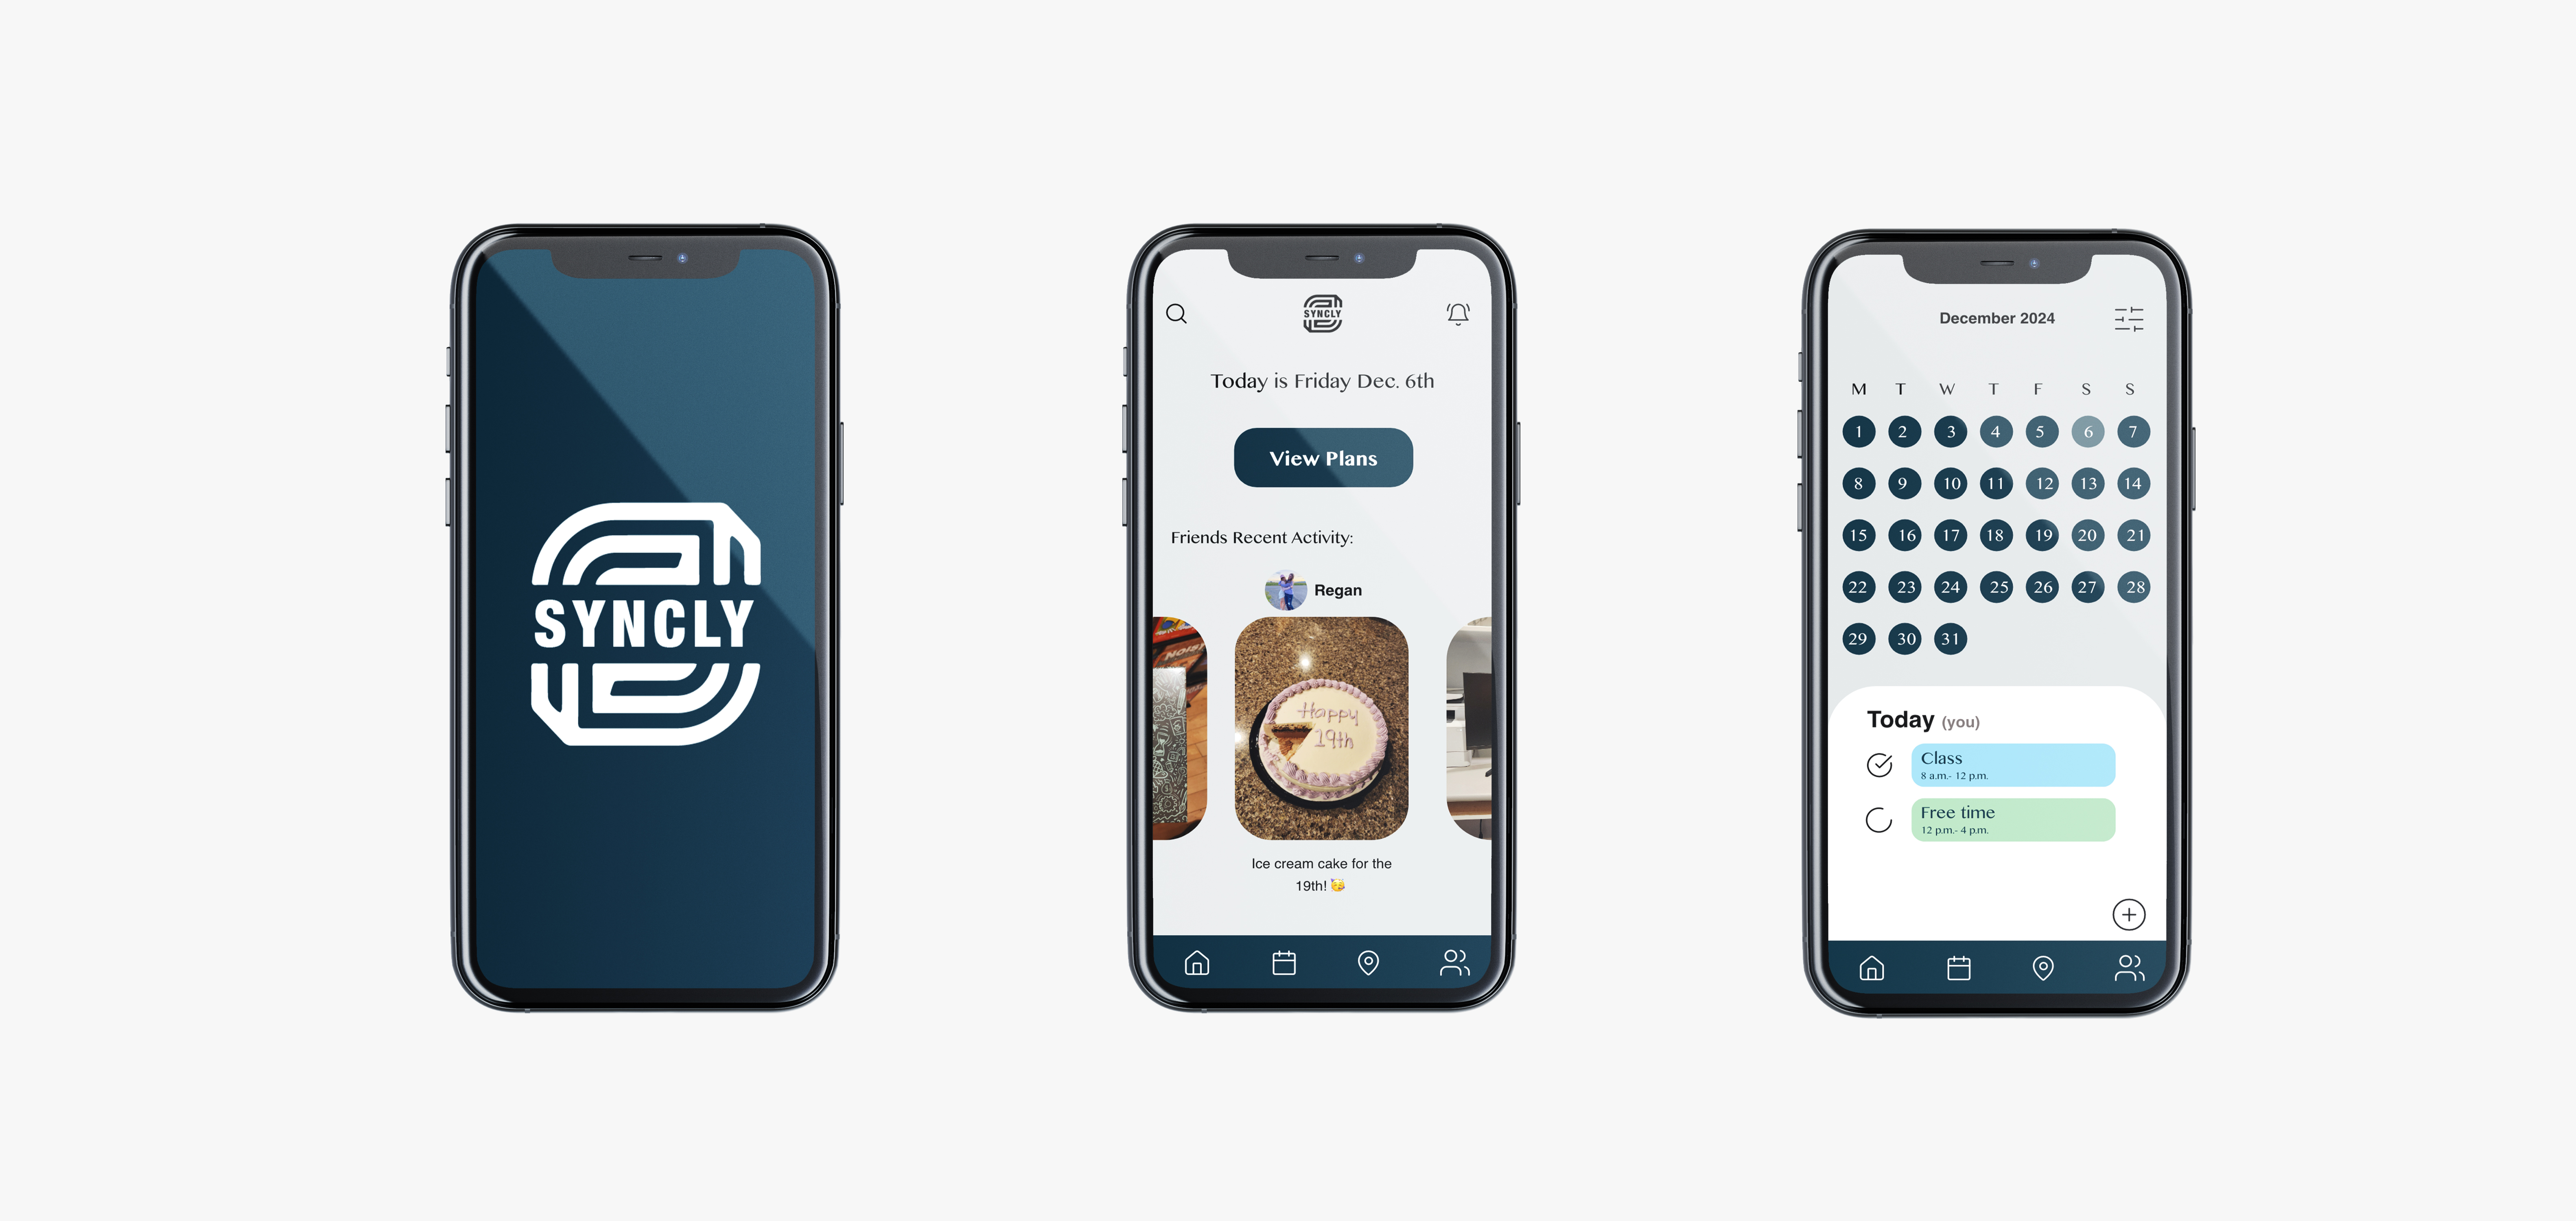 SYNCLY
SYNCLY
Today is Friday Dec. 6th
View Plans
Friends Recent Activity:
Regan
Happy
19th
Ice cream cake for the
19th! 🥳
December 2024
M T W T F S S
1 2 3 4 5 6 7
8 9 10 11 12 13 14
15 16 17 18 19 20 21
22 23 24 25 26 27 28
29 30 31
Today (you)
Class
8 a.m.- 12 p.m.
Free time
12 p.m.- 4 p.m.